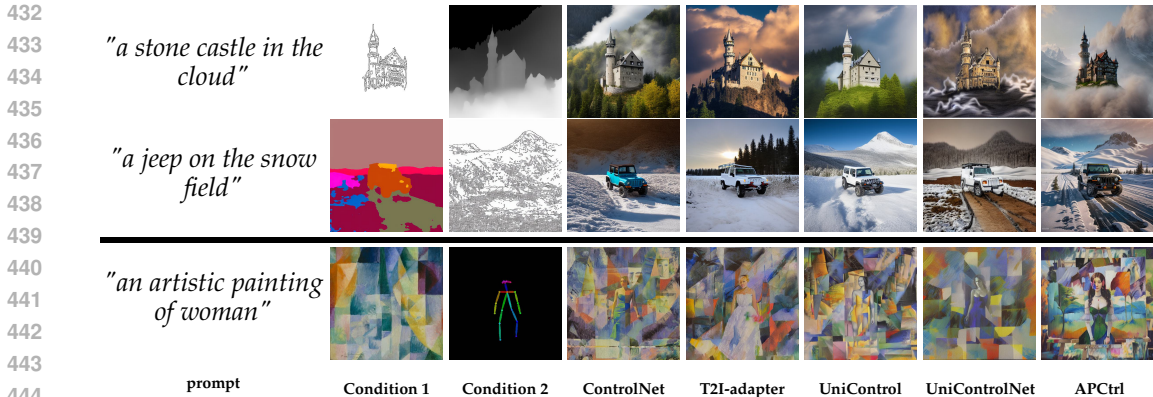 432
433
434
435
436
437
438
439
440
441
442
443
444
"a stone castle in the
cloud"
"a jeep on the snow
field"
"an artistic painting
of woman"
prompt
Condition 1
Condition 2
ControlNet
T2I-adapter
UniControl
UniControlNet
APCtrl